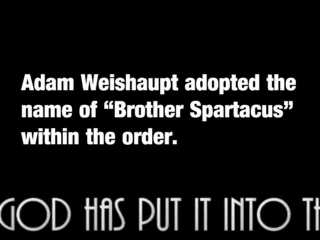 Adam Weishaupt adopted the
name of “Brother Spartacus”
within the order.
GOD HAS PUT IT INTO